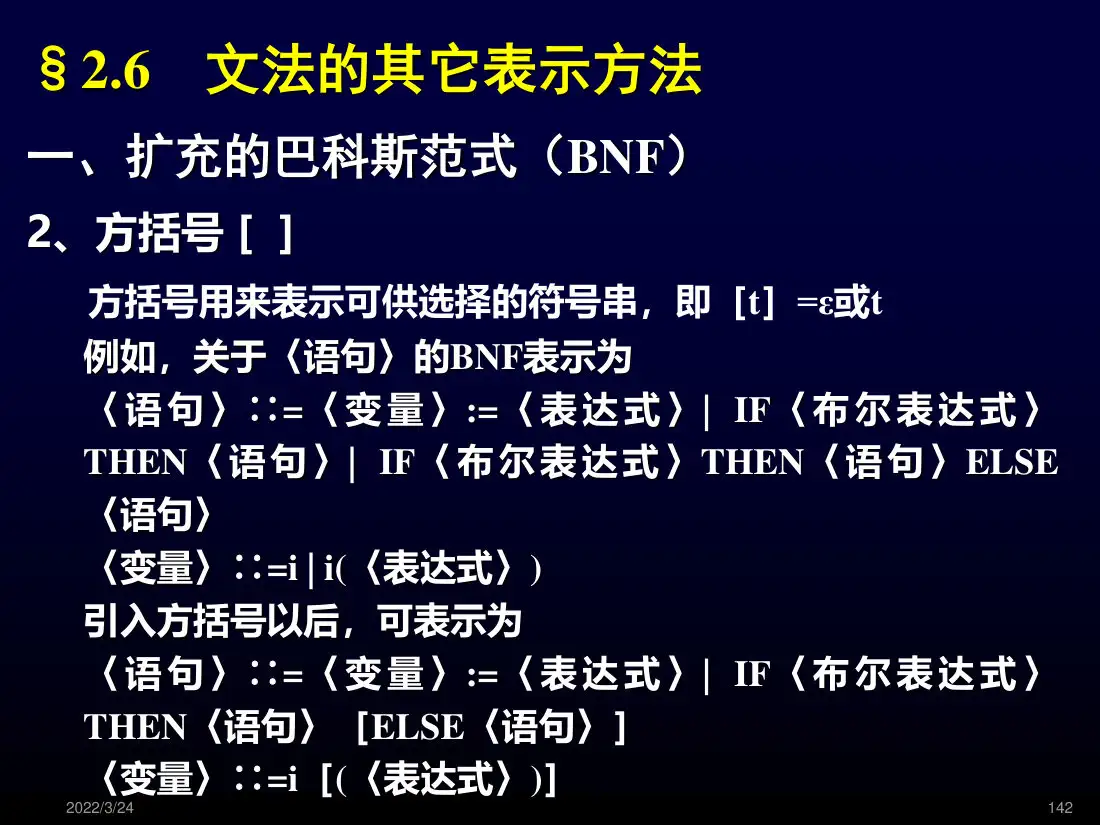 §2.6 文法的其它表示方法
一、扩充的巴科斯范式（BNF）
2、方括号 [ ]
方括号用来表示可供选择的符号串，即［t］=ε或t
例如，关于〈语句〉的BNF表示为
〈语句〉∷=〈变量〉:=〈表达式〉| IF〈布尔表达式〉
THEN〈语句〉| IF〈布尔表达式〉THEN〈语句〉ELSE
〈语句〉
〈变量〉∷=i | i(〈表达式〉)
引入方括号以后，可表示为
〈语句〉∷=〈变量〉:=〈表达式〉| IF〈布尔表达式〉
THEN〈语句〉［ELSE〈语句〉］
〈变量〉∷=i［(〈表达式〉)］
2022/3/24
142